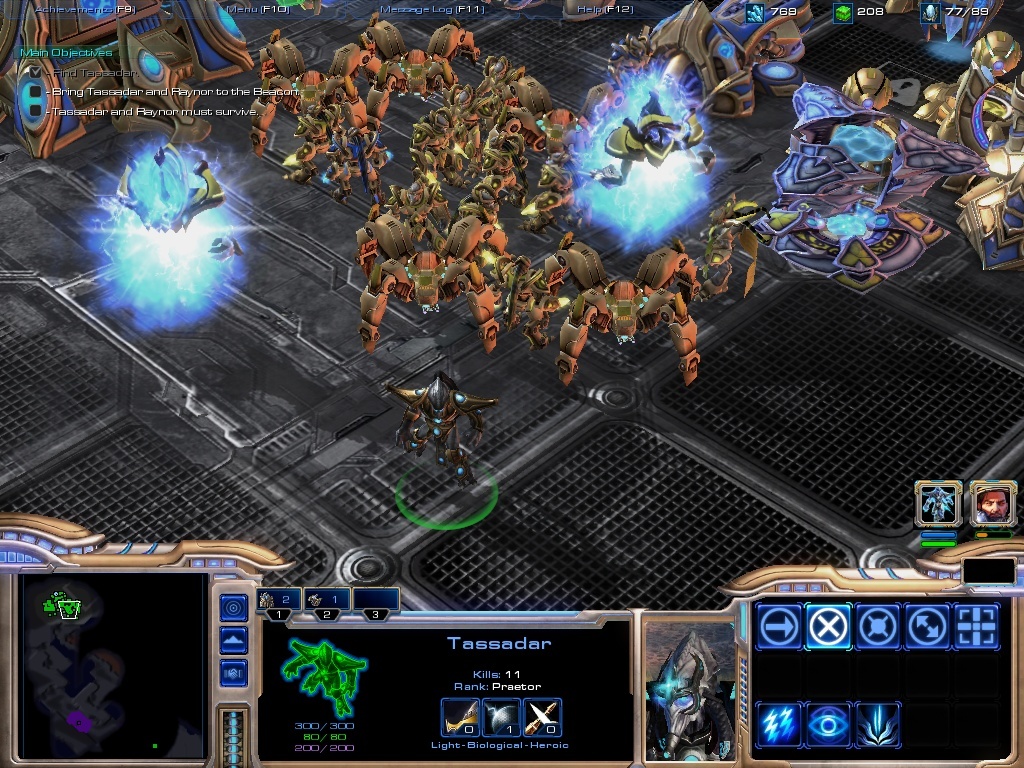 Achievements (F9) Menu (F10) Message Log (F11) Help (F12) 769 208 77/89
Main Objectives
- Find Tassadar.
- Bring Tassadar and Raynor to the Beacon.
- Tassadar and Raynor must survive.
2 1
1 2 3
Tassadar
Kills: 11
Rank: Praetor
0 1 0
300/300
80/80
200/200
Light-Biological-Heroic